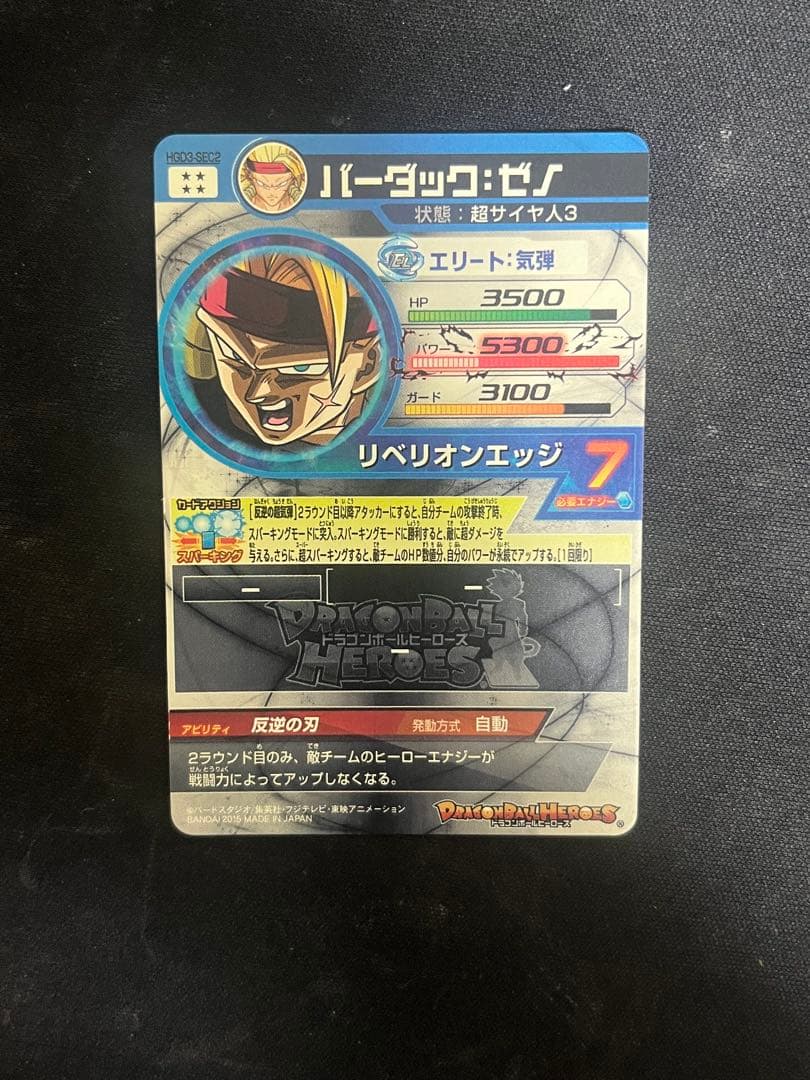 HGD3-SEC2
バーダック:ゼノ
状態:超サイヤ人3
エリート:気弾
HP 3500
パワー 5300
ガード 3100
リベリオンエッジ 7
必要エナジー
カードアクション
スパーキング
[反逆の超気弾]2ラウンド目以降アタッカーにすると、自分チームの攻撃終了時、
スパーキングモードに突入。スパーキングモードに勝利すると、敵に超ダメージを
与える。さらに、超スパーキングすると、敵チームのHP数値分、自分のパワーが永続でアップする。[1回限り]
DRAGONBALL
ドラゴンボールヒーローズ
HEROES
アビリティ 反逆の刃 発動方式 自動
2ラウンド目のみ、敵チームのヒーローエナジーが
戦闘力によってアップしなくなる。
©バードスタジオ/集英社・フジテレビ・東映アニメーション
BANDAI 2015 MADE IN JAPAN
DRAGONBALL HEROES
ドラゴンボールヒーローズ